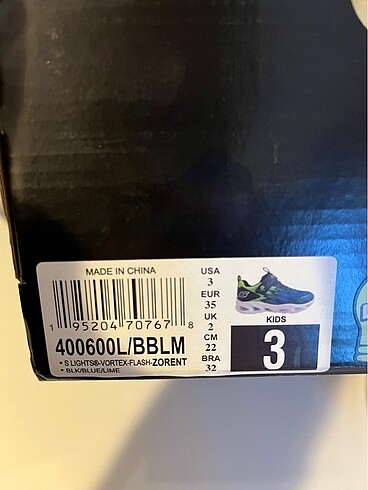 MADE IN CHINA
1 95204 70767 8
400600L/BBLM
• S LIGHTS®-VORTEX-FLASH-ZORENT
• BLK/BLUE/LIME
USA
3
EUR
35
UK
2
CM
22
BRA
32
KIDS
3